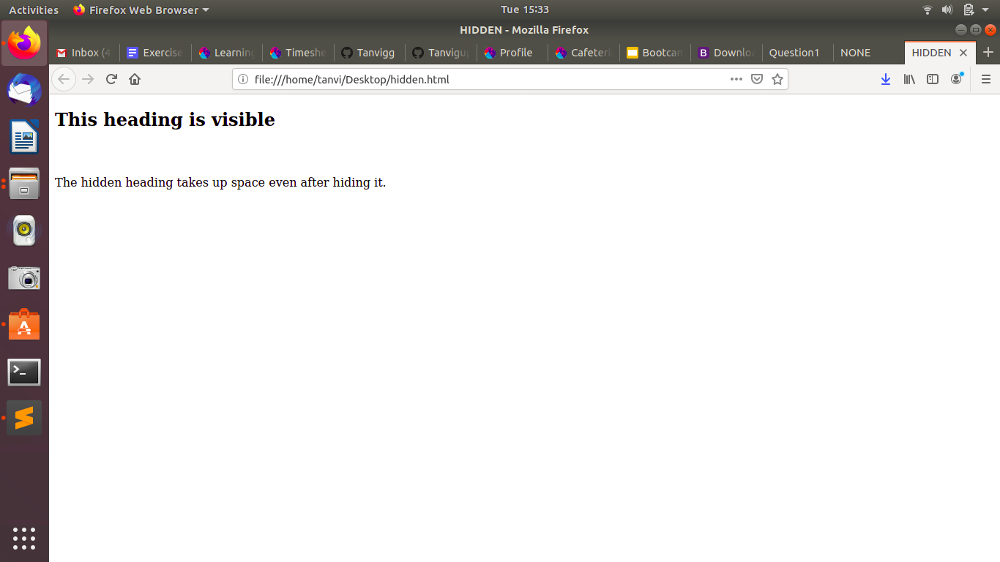 Activities Firefox Web Browser Tue 15:33
HIDDEN - Mozilla Firefox
Inbox (4 Exercise Learning Timeshe Tanvigg Tanvigu Profile Cafeteri Bootcam Downlo Question1 NONE HIDDEN
file:///home/tanvi/Desktop/hidden.html
This heading is visible
The hidden heading takes up space even after hiding it.